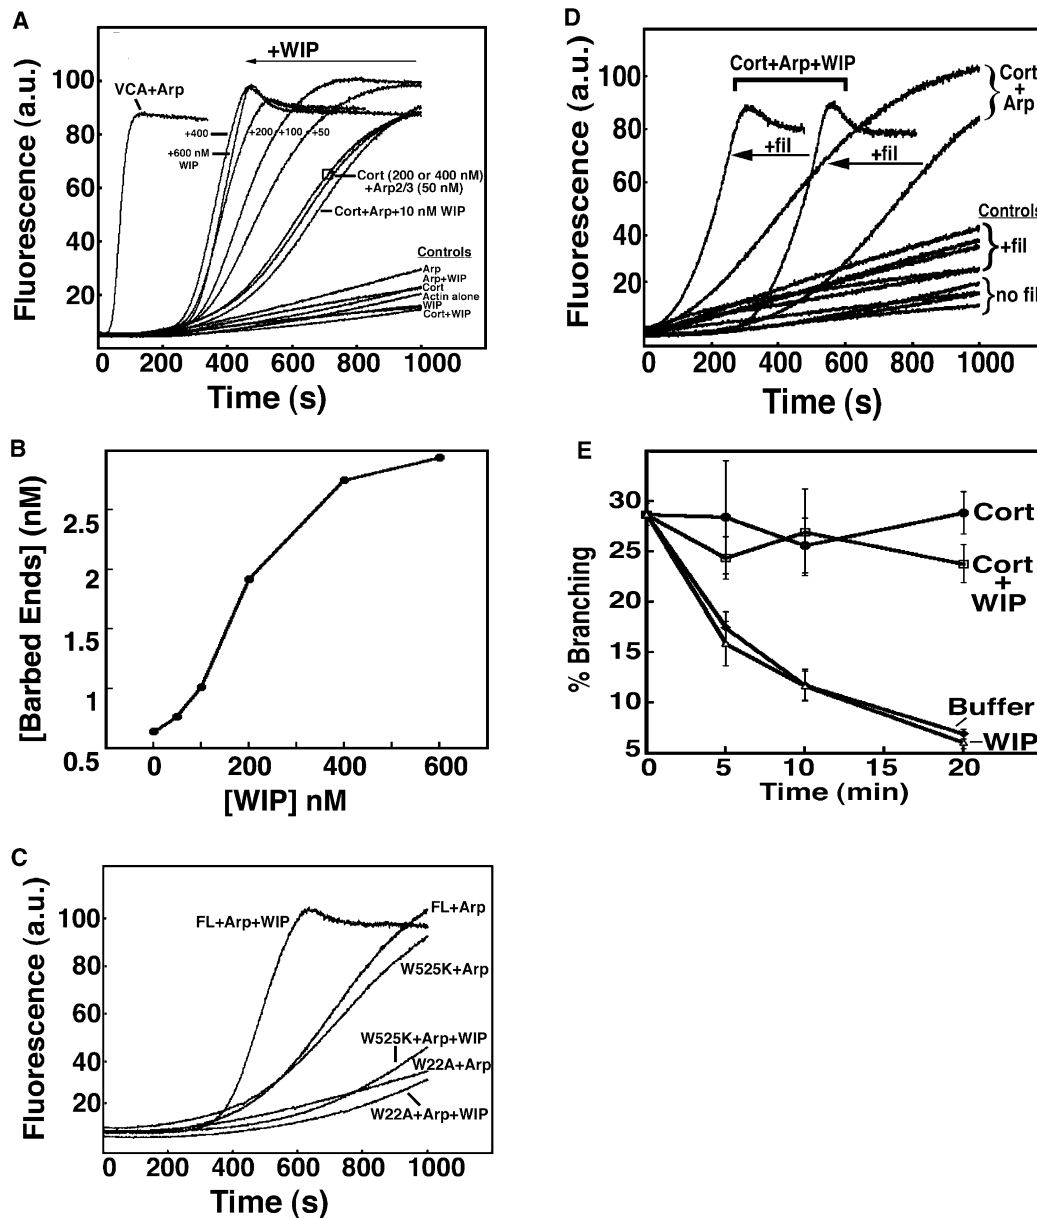 A
Fluorescence (a.u.)
100
80
60
40
20
+WIP
VCA+Arp
+400
+200
+100
+50
+600 nM
WIP
Cort (200 or 400 nM)
+Arp2/3 (50 nM)
Cort+Arp+10 nM WIP
Controls
Arp
Arp+WIP
Cort
Actin alone
WIP
Cort+WIP
0 200 400 600 800 1000
Time (s)
D
Fluorescence (a.u.)
100
80
60
40
20
Cort+Arp+WIP
Cort
+
Arp
+fil
+fil
Controls
+fil
no fil
0 200 400 600 800 1000
Time (s)
B
[Barbed Ends] (nM)
2.5
2
1.5
1
0.5
0 200 400 600
[WIP] nM
E
% Branching
30
25
20
15
10
5
Cort
Cort
+
WIP
Buffer
WIP
0 5 10 15 20
Time (min)
C
Fluorescence (a.u.)
100
80
60
40
20
FL+Arp+WIP
FL+Arp
W525K+Arp
W525K+Arp+WIP
W22A+Arp
W22A+Arp+WIP
0 200 400 600 800 1000
Time (s)